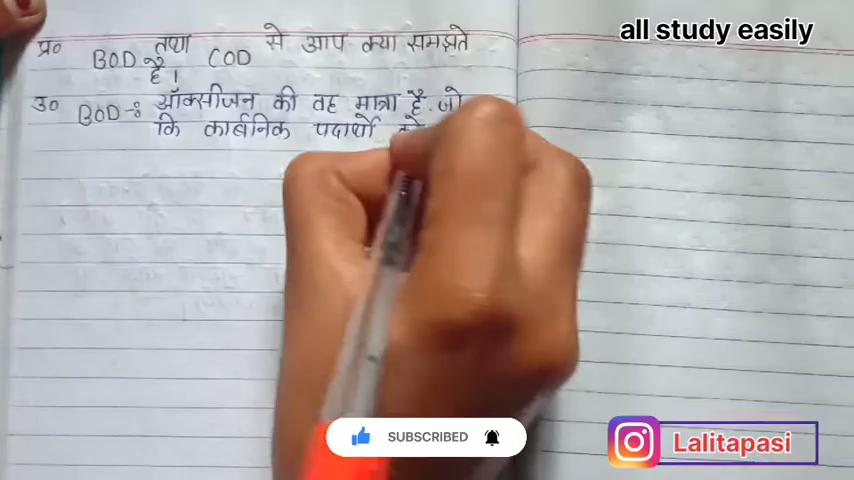 all study easily
प्र० BOD तथा COD से आप क्या समझते
है।
उ० BOD-: ऑक्सीजन की वह मात्रा है. जो
कि कार्बनिक पदार्थो को
SUBSCRIBED
Lalitapasi